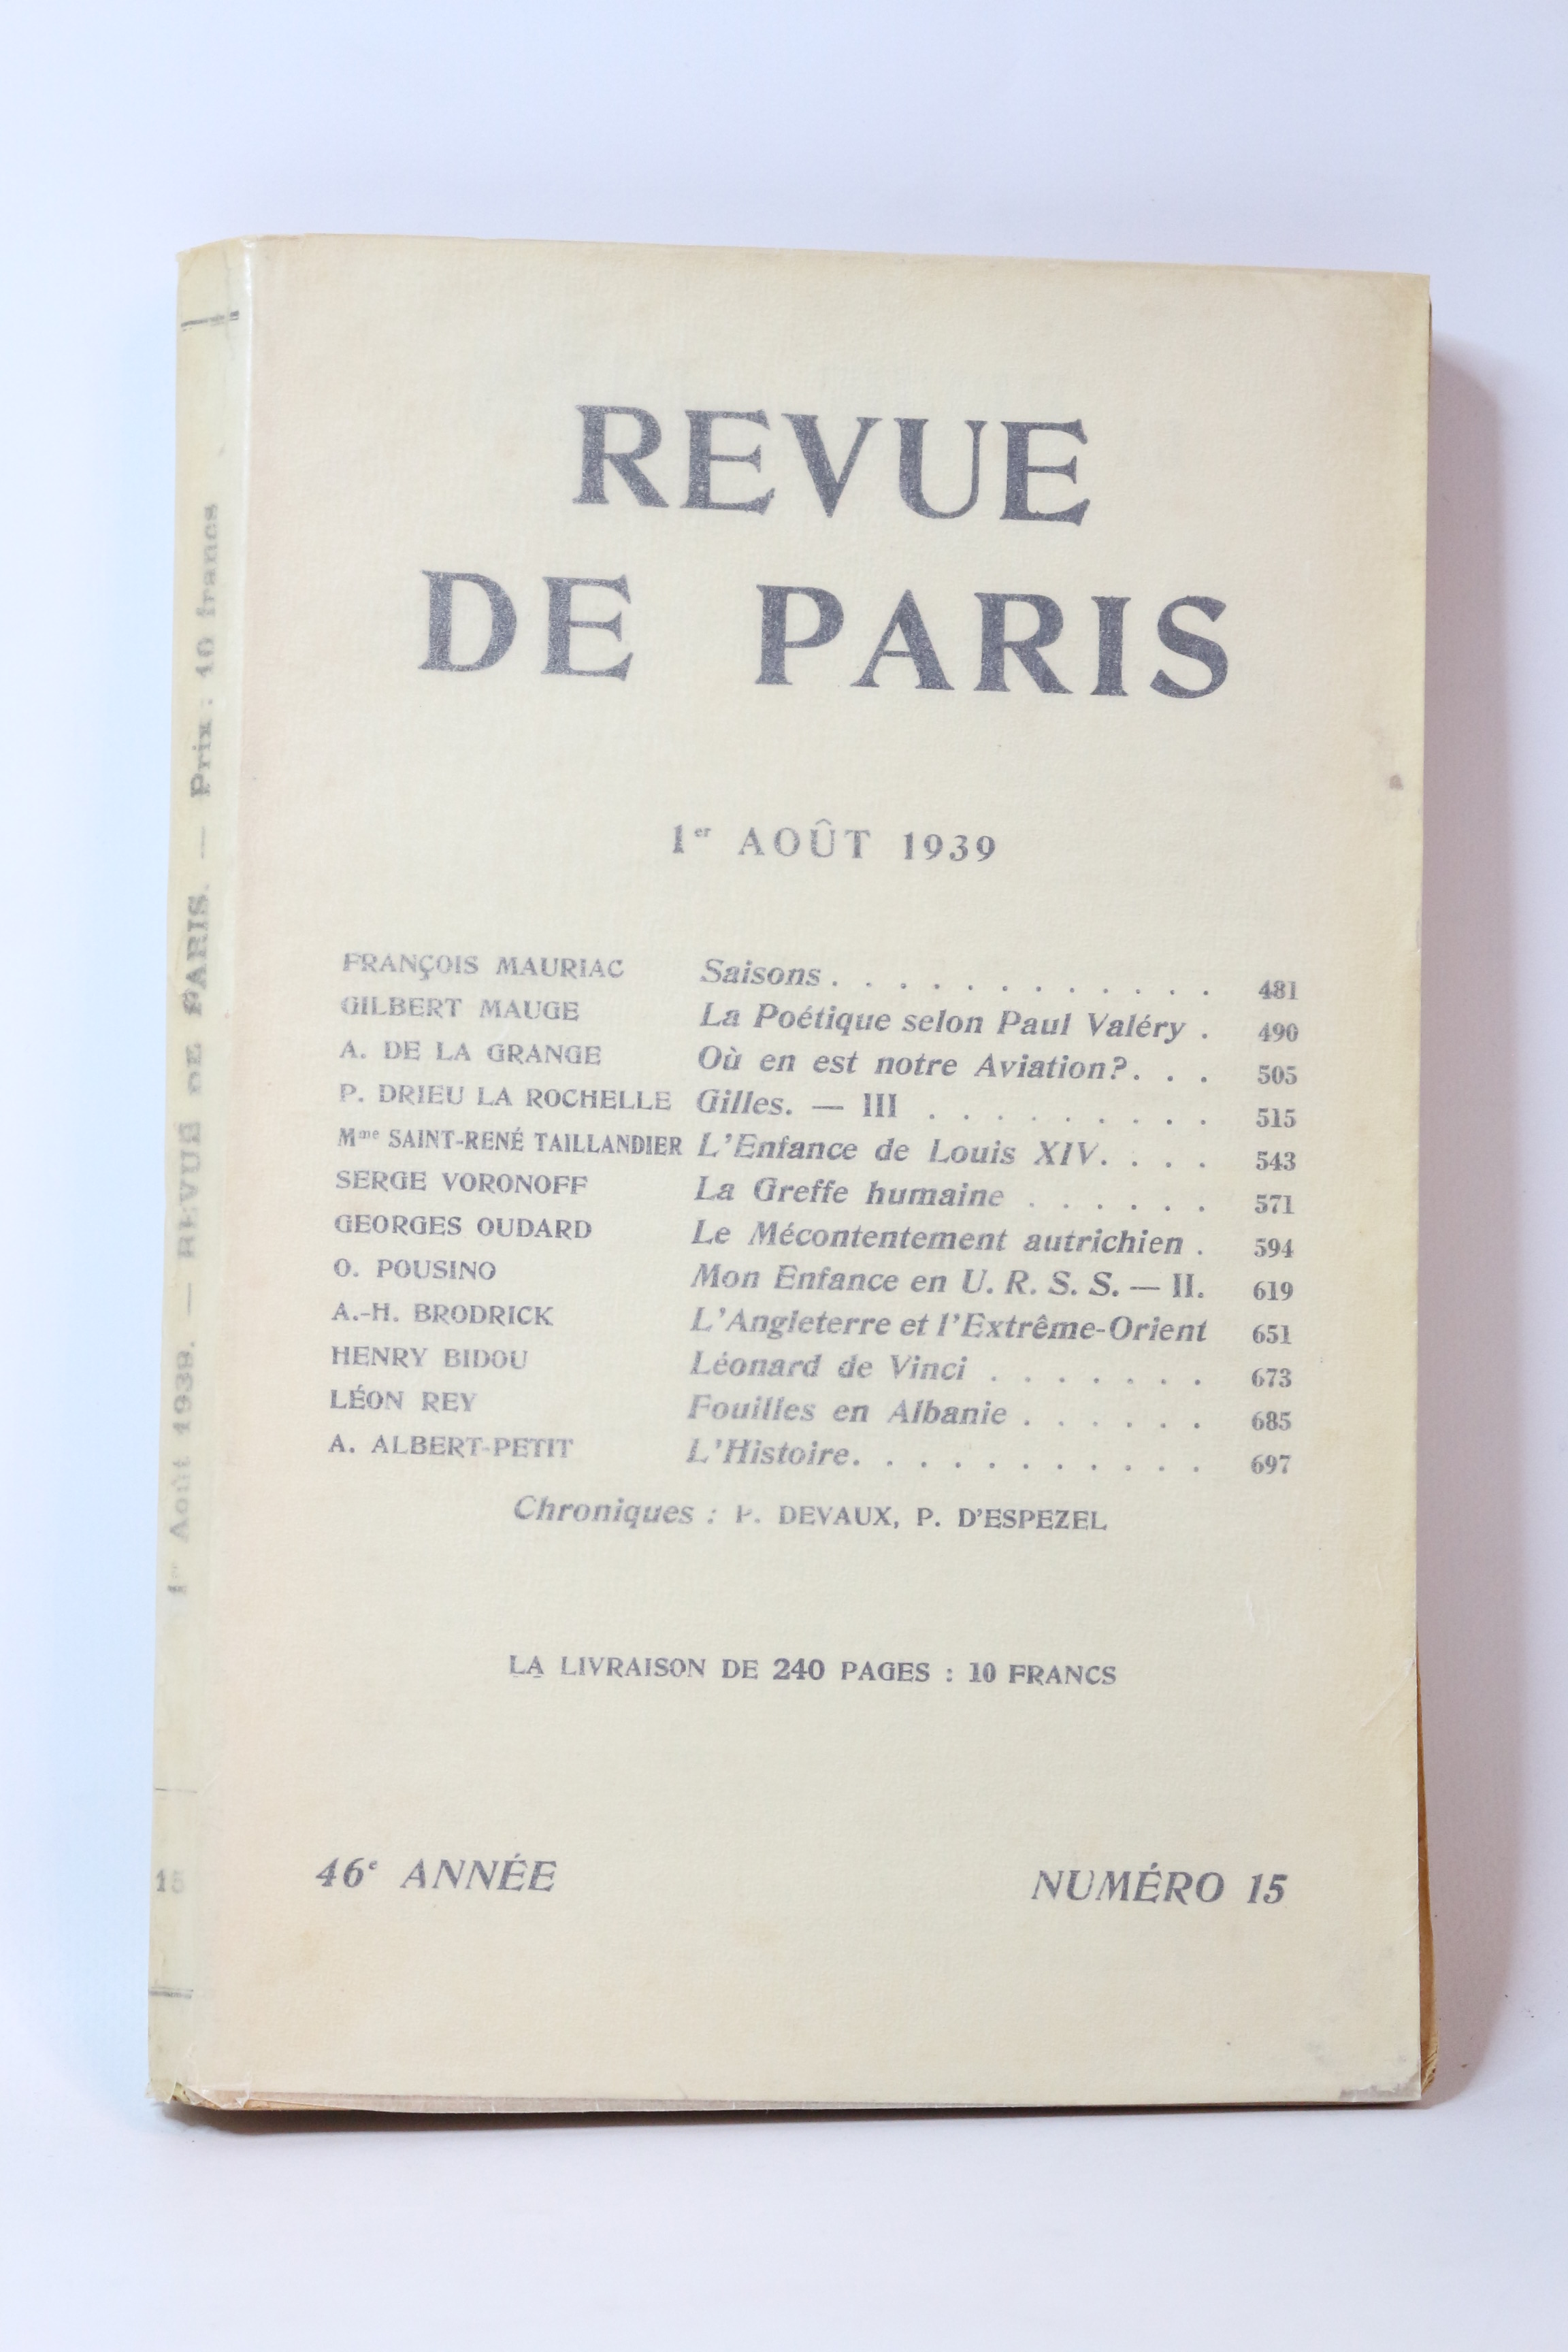 REVUE
DE PARIS
1er AOÛT 1939
FRANÇOIS MAURIAC Saisons . . . . . . . . . . . . 481
GILBERT MAUGE La Poétique selon Paul Valéry . 490
A. DE LA GRANGE Où en est notre Aviation? . . . 505
P. DRIEU LA ROCHELLE Gilles. — III . . . . . . . . . 515
Mme SAINT-RENÉ TAILLANDIER L'Enfance de Louis XIV. . . . 543
SERGE VORONOFF La Greffe humaine . . . . . . 571
GEORGES OUDARD Le Mécontentement autrichien . 594
O. POUSINO Mon Enfance en U. R. S. S. — II. 619
A.-H. BRODRICK L'Angleterre et l'Extrême-Orient 651
HENRY BIDOU Léonard de Vinci . . . . . . . 673
LÉON REY Fouilles en Albanie . . . . . . 685
A. ALBERT-PETIT L'Histoire. . . . . . . . . . . 697
Chroniques : P. DEVAUX, P. D'ESPEZEL
LA LIVRAISON DE 240 PAGES : 10 FRANCS
46e ANNÉE NUMÉRO 15
1er Août 1939. — REVUE DE PARIS. — Prix : 10 francs
15